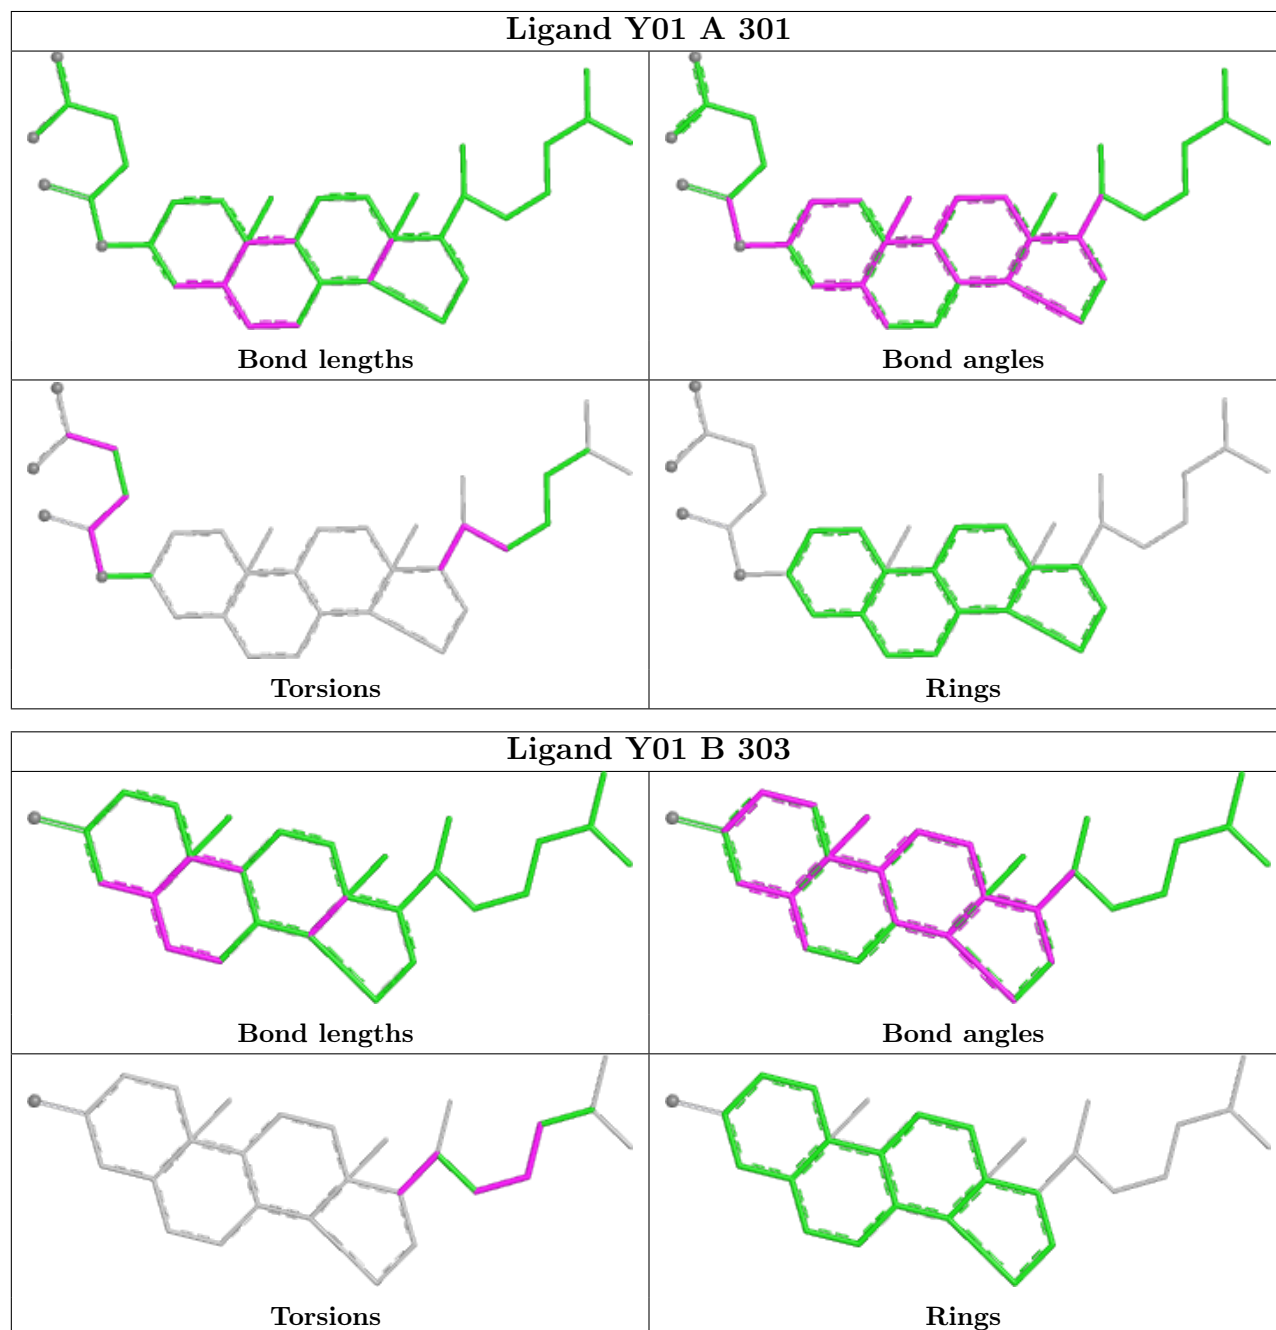 Ligand Y01 A 301
Bond lengths
Bond angles
Torsions
Rings
Ligand Y01 B 303
Bond lengths
Bond angles
Torsions
Rings